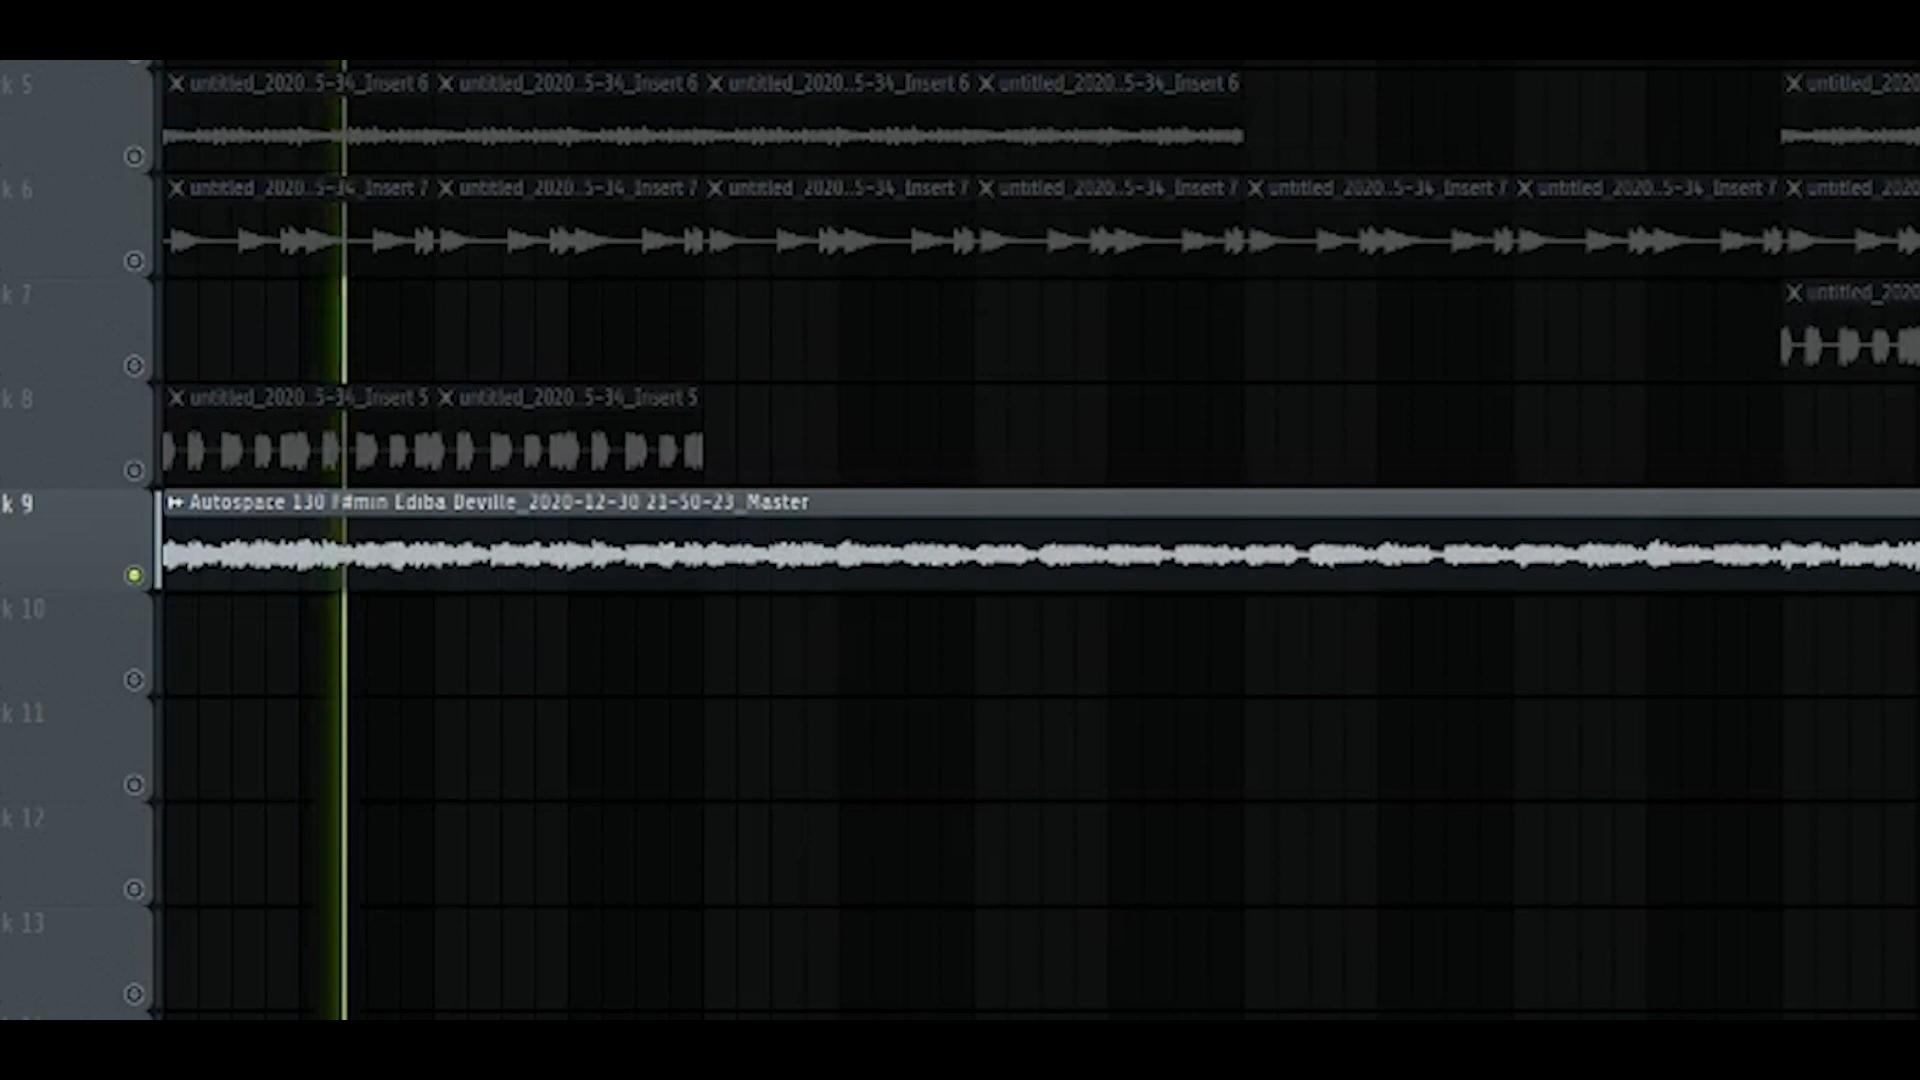 k 5 untitled_2020..5-34_Insert 6 untitled_2020..5-34_Insert 6 untitled_2020..5-34_Insert 6 untitled_2020..5-34_Insert 6 untitled_2020
k 6 untitled_2020..5-34_Insert 7 untitled_2020..5-34_Insert 7 untitled_2020..5-34_Insert 7 untitled_2020..5-34_Insert 7 untitled_2020..5-34_Insert 7 untitled_2020..5-34_Insert 7 untitled_2020
k 7 untitled_2020
k 8 untitled_2020..5-34_Insert 5 untitled_2020..5-34_Insert 5
k 9 Autospace 130 F#min Ediba Deville_2020-12-30 21-50-23_Master
k 10
k 11
k 12
k 13